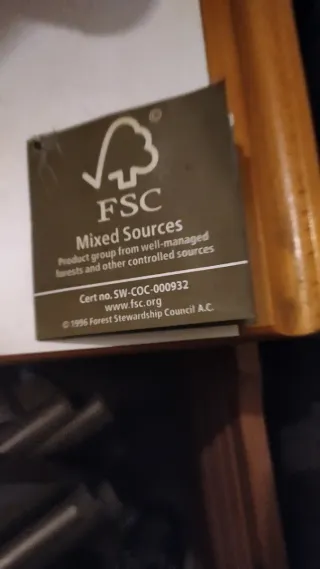 ©
FSC
Mixed Sources
Product group from well-managed
forests and other controlled sources
Cert no. SW-COC-000932
www.fsc.org
© 1996 Forest Stewardship Council A.C.